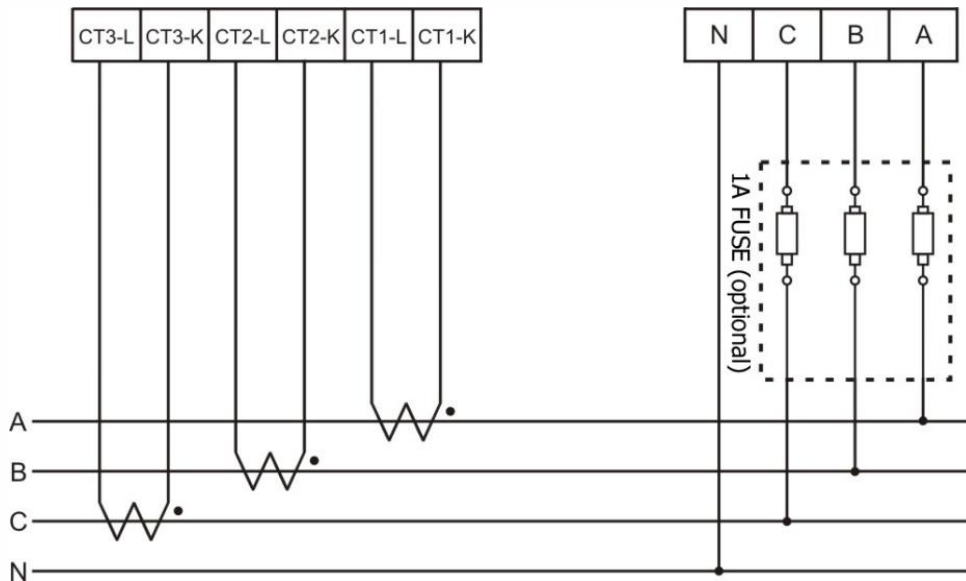 CT3-L CT3-K CT2-L CT2-K CT1-L CT1-K
N C B A
1A FUSE (optional)
A
B
C
N